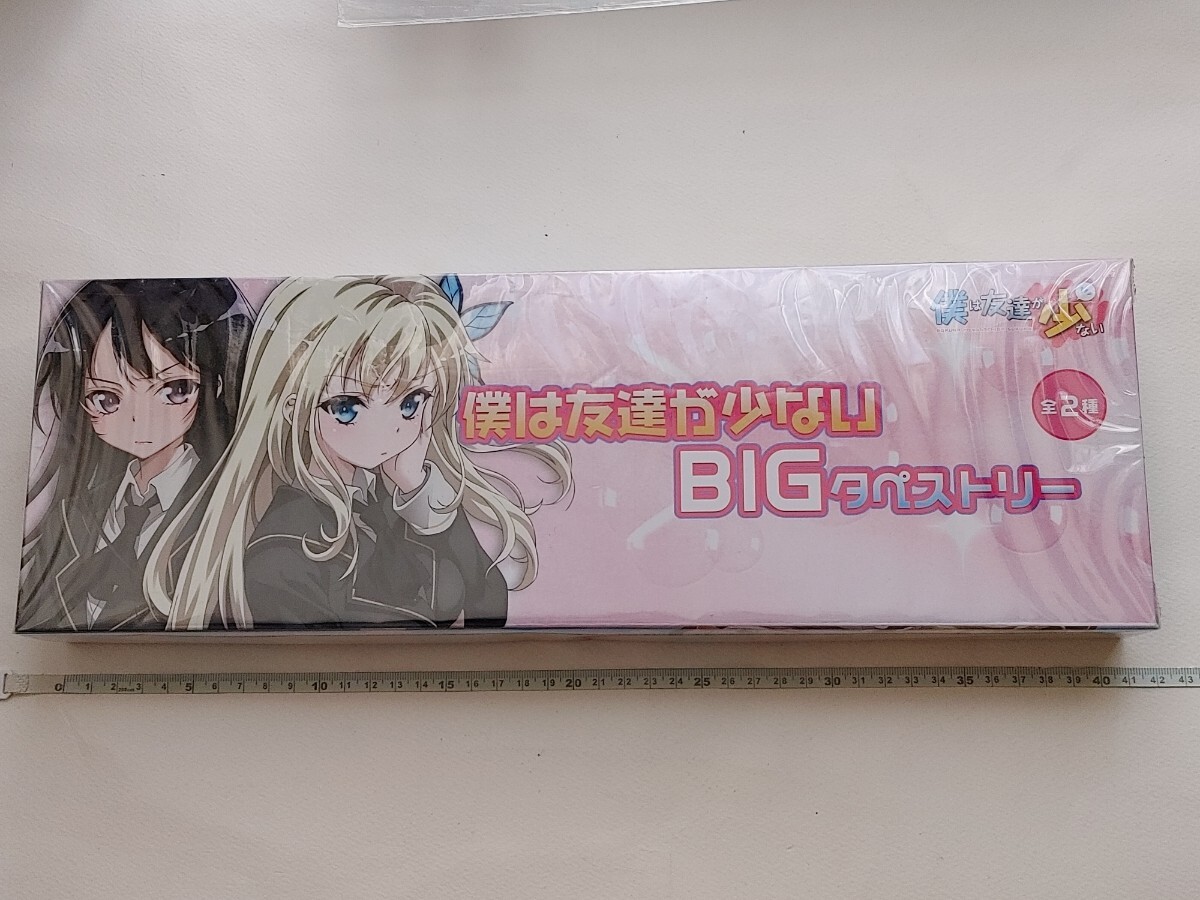 僕は友達が少ない
全2種
僕は友達が少ない
BIGタペストリー
0 1 2 3 4 5 6 7 8 9 10 11 12 13 14 15 16 17 18 19 20 21 22 23 24 25 26 27 28 29 30 31 32 33 34 35 36 37 38 39 40 41 42 43